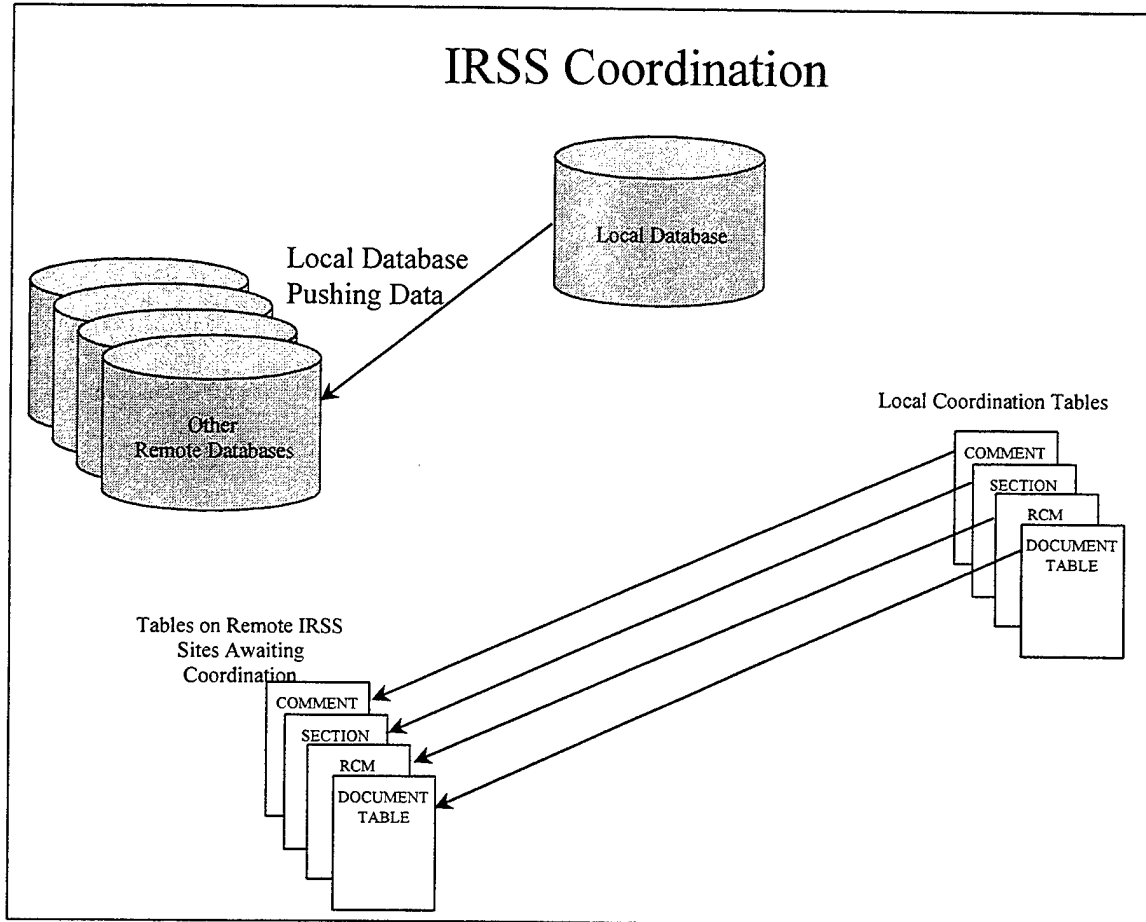 IRSS Coordination
Local Database
Local Database
Pushing Data
Other
Remote Databases
Local Coordination Tables
COMMENT
SECTION
RCM
DOCUMENT
TABLE
Tables on Remote IRSS
Sites Awaiting
Coordination
COMMENT
SECTION
RCM
DOCUMENT
TABLE